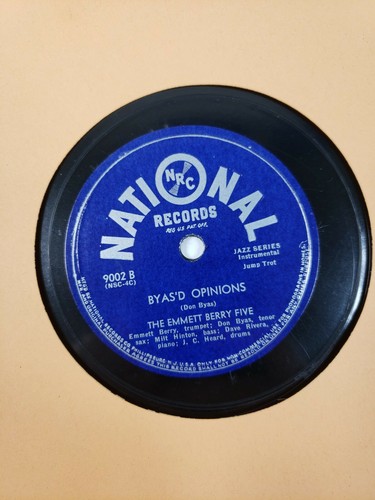 NATIONAL
NRC
RECORDS
REG. U.S. PAT. OFF.
JAZZ SERIES
Instrumental
Jump Trot
9002 B
(NSC-4C)
BYAS'D OPINIONS
(Don Byas)
THE EMMETT BERRY FIVE
Emmett Berry, trumpet; Don Byas, tenor
sax; Milt Hinton, bass; Dave Rivera,
piano; J. C. Heard, drums